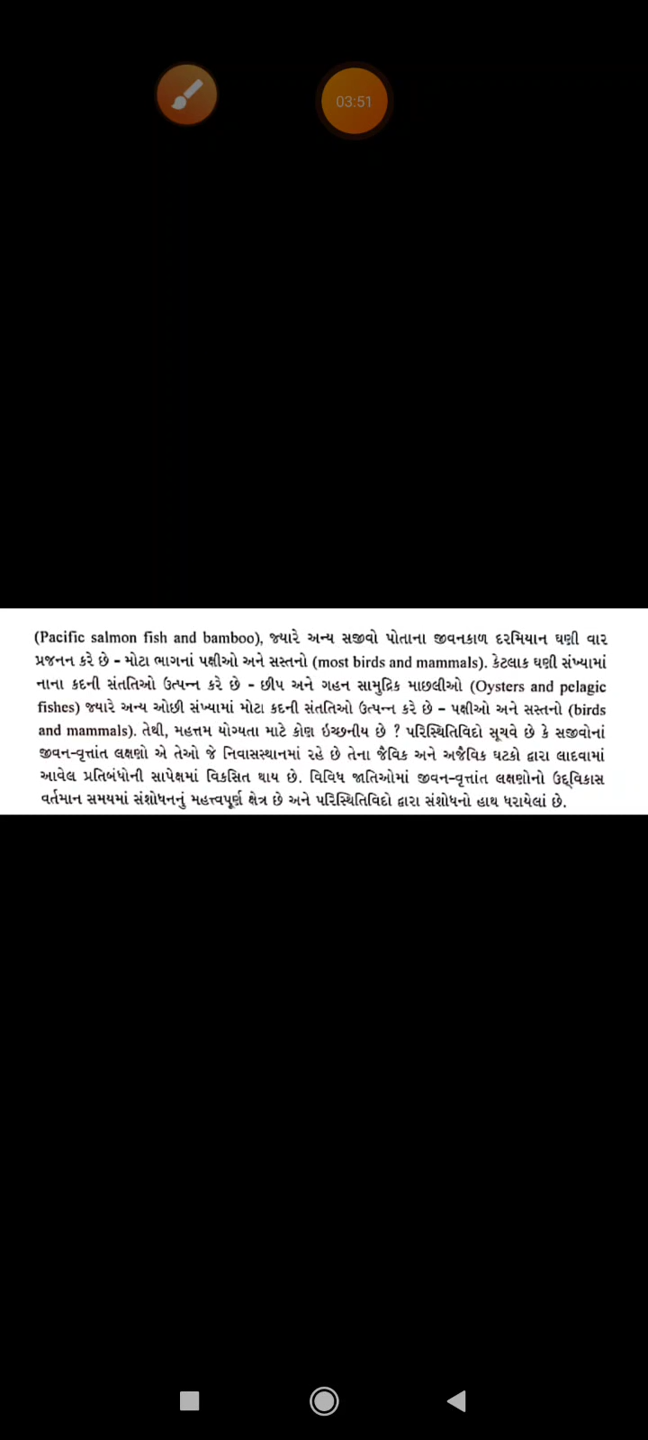 03:51
(Pacific salmon fish and bamboo), જ્યારે અન્ય સજીવો પોતાના જીવનકાળ દરમિયાન ઘણી વાર
પ્રજનન કરે છે – મોટા ભાગનાં પક્ષીઓ અને સસ્તનો (most birds and mammals). કેટલાક ઘણી સંખ્યામાં
નાના કદની સંતતિઓ ઉત્પન્ન કરે છે – છીપ અને ગહન સામુદ્રિક માછલીઓ (Oysters and pelagic
fishes) જ્યારે અન્ય ઓછી સંખ્યામાં મોટા કદની સંતતિઓ ઉત્પન્ન કરે છે – પક્ષીઓ અને સસ્તનો (birds
and mammals). તેથી, મહત્તમ યોગ્યતા માટે કોણ ઇચ્છનીય છે ? પરિસ્થિતિવિદો સૂચવે છે કે સજીવોનાં
જીવન-વૃત્તાંત લક્ષણો એ તેઓ જે નિવાસસ્થાનમાં રહે છે તેના જૈવિક અને અજૈવિક ઘટકો દ્વારા લાદવામાં
આવેલ પ્રતિબંધોની સાપેક્ષમાં વિકસિત થાય છે. વિવિધ જાતિઓમાં જીવન-વૃત્તાંત લક્ષણોનો ઉદ્દવિકાસ
વર્તમાન સમયમાં સંશોધનનું મહત્ત્વપૂર્ણ ક્ષેત્ર છે અને પરિસ્થિતિવિદો દ્વારા સંશોધનો હાથ ધરાયેલાં છે.